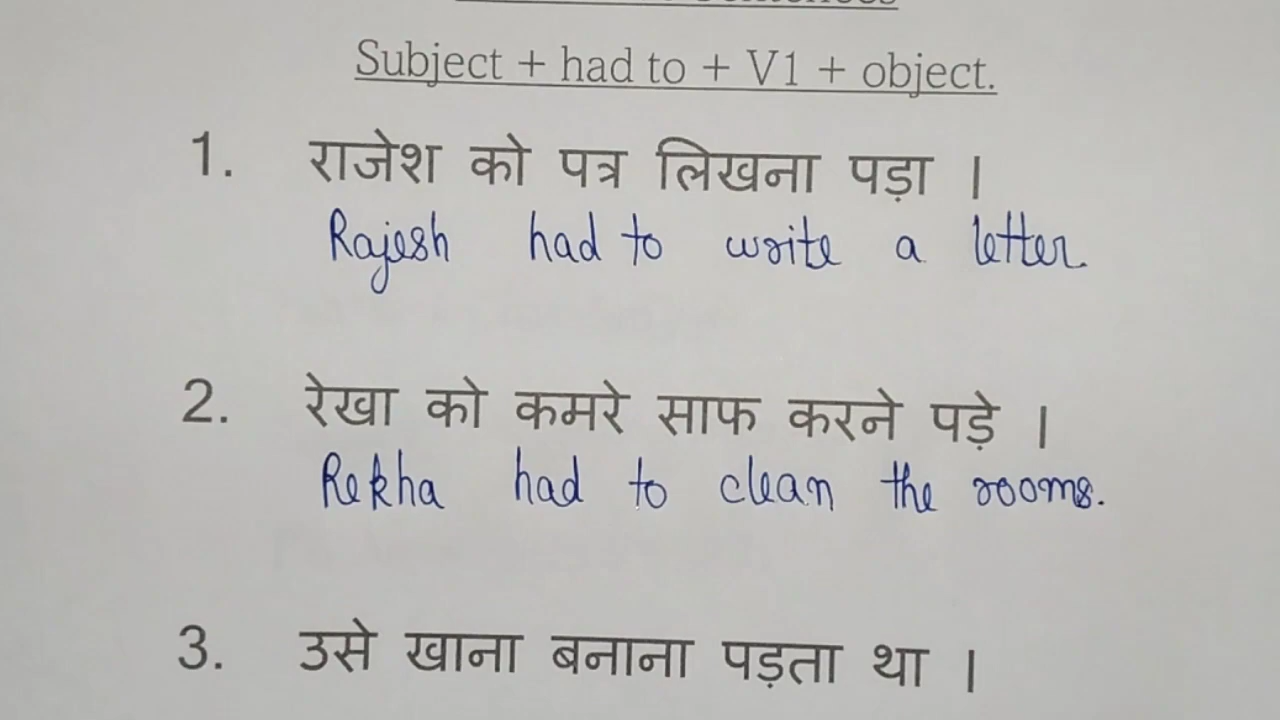 Subject + had to + V1 + object.
1. राजेश को पत्र लिखना पड़ा ।
Rajesh had to write a letter
2. रेखा को कमरे साफ करने पड़े ।
Rekha had to clean the rooms.
3. उसे खाना बनाना पड़ता था ।